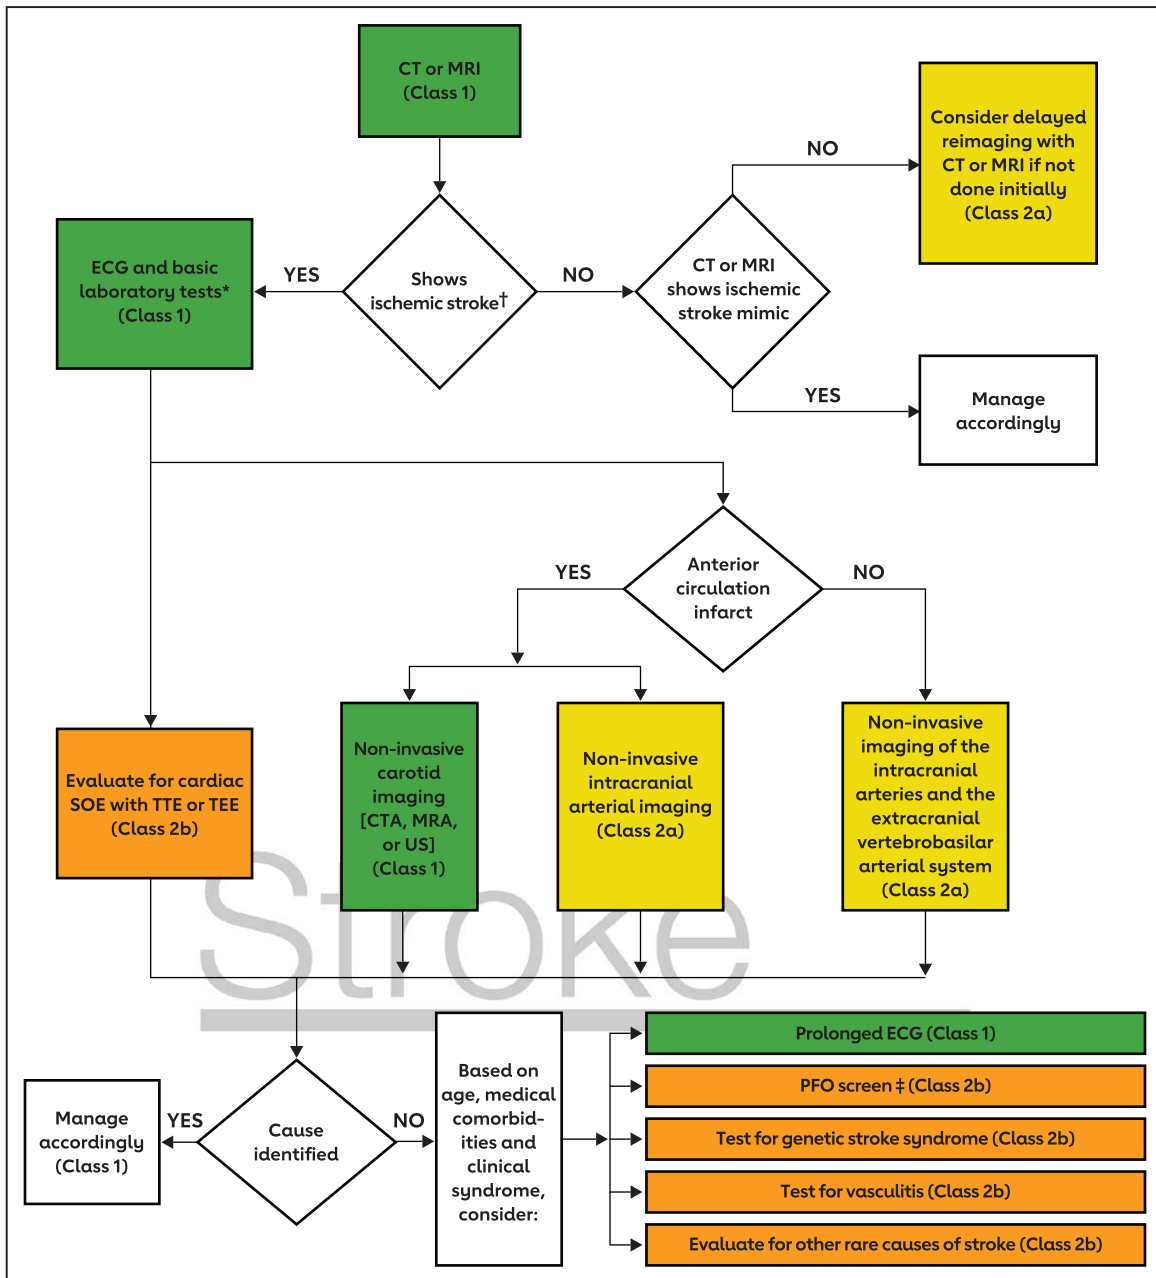 CT or MRI
(Class 1)
Consider delayed
reimaging with
CT or MRI if not
done initially
(Class 2a)
NO
ECG and basic
laboratory tests*
(Class 1)
YES
Shows
ischemic stroke†
NO
CT or MRI
shows ischemic
stroke mimic
YES
Manage
accordingly
Anterior
circulation
infarct
YES
NO
Evaluate for cardiac
SOE with TTE or TEE
(Class 2b)
Non-invasive
carotid
imaging
[CTA, MRA,
or US]
(Class 1)
Non-invasive
intracranial
arterial imaging
(Class 2a)
Non-invasive
imaging of the
intracranial
arteries and the
extracranial
vertebrobasilar
arterial system
(Class 2a)
Stroke
Manage
accordingly
(Class 1)
YES
Cause
identified
NO
Based on
age, medical
comorbid-
ities and
clinical
syndrome,
consider:
Prolonged ECG (Class 1)
PFO screen ‡ (Class 2b)
Test for genetic stroke syndrome (Class 2b)
Test for vasculitis (Class 2b)
Evaluate for other rare causes of stroke (Class 2b)